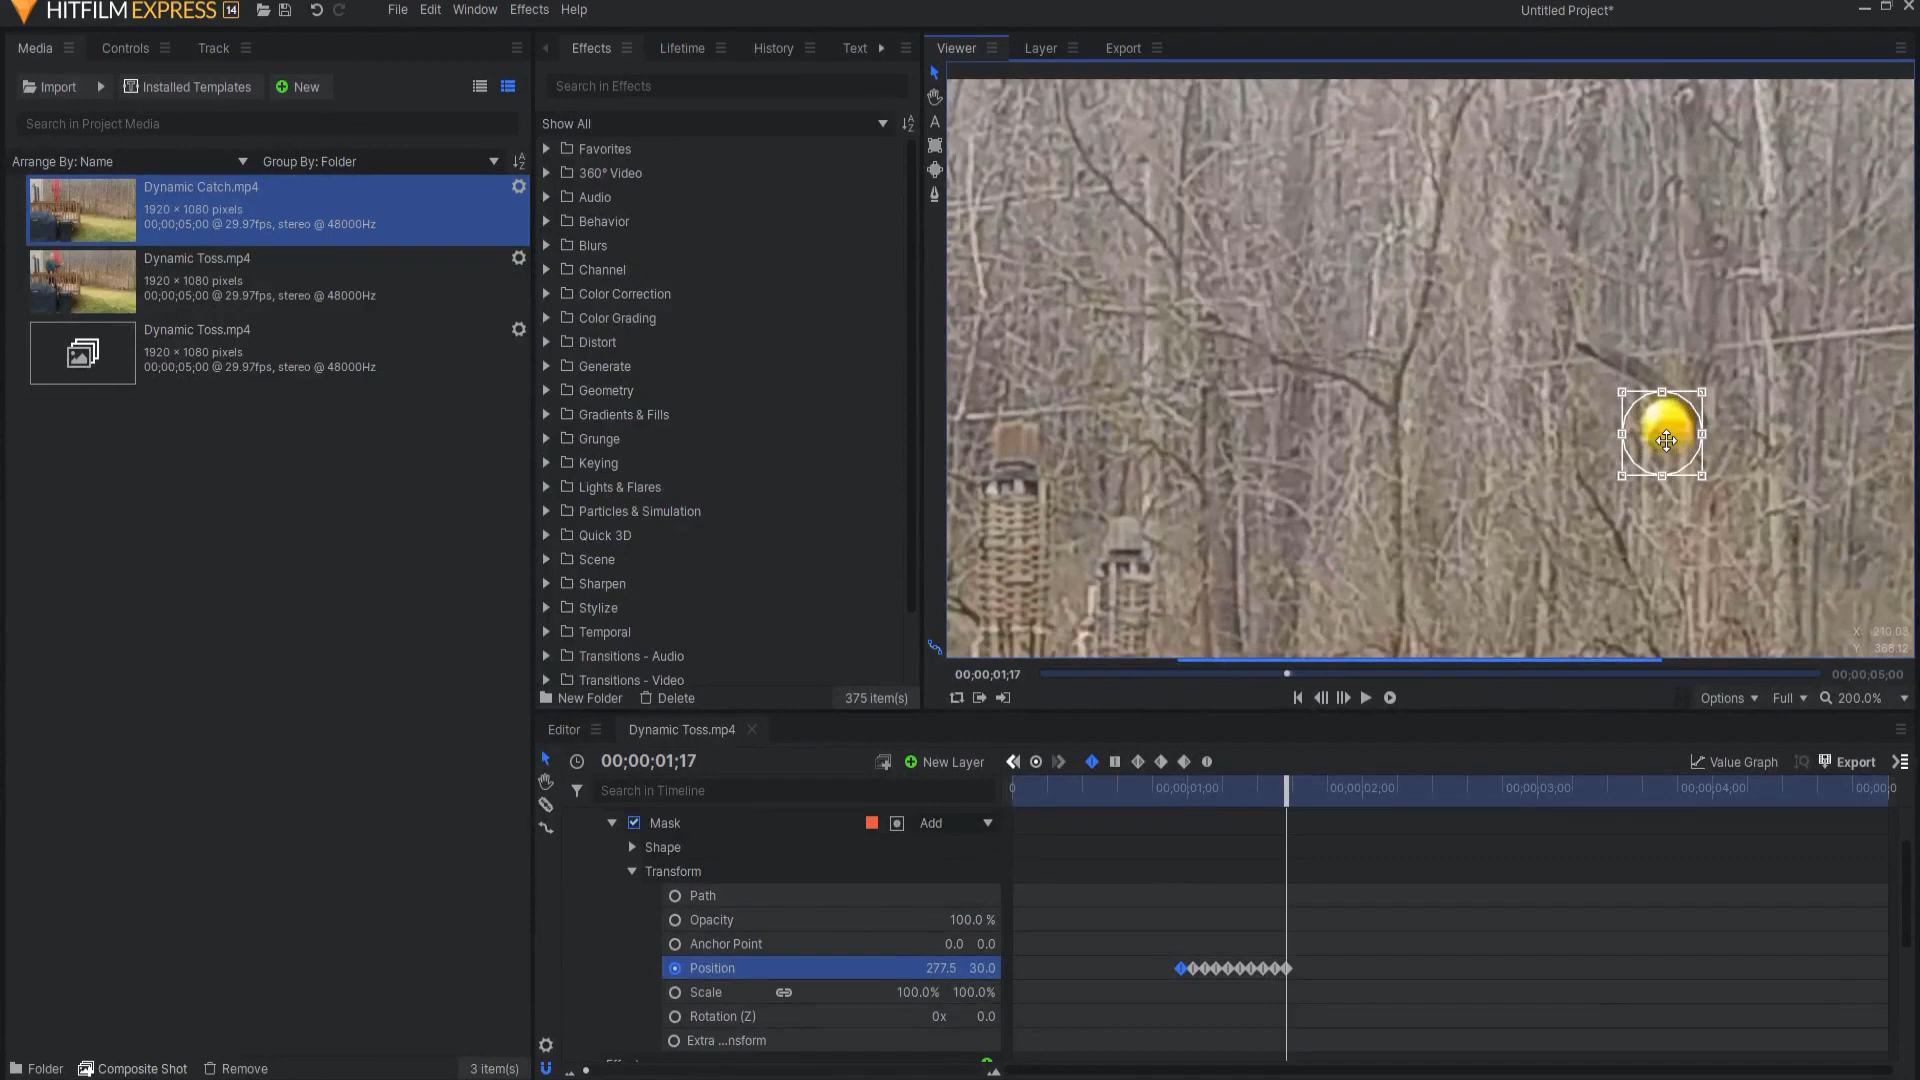 HITFILM EXPRESS 14
File Edit Window Effects Help
Untitled Project*
Media Controls Track
Import Installed Templates New
Search in Project Media
Arrange By: Name Group By: Folder
Dynamic Catch.mp4
1920 × 1080 pixels
00;00;05;00 @ 29.97fps, stereo @ 48000Hz
Dynamic Toss.mp4
1920 × 1080 pixels
00;00;05;00 @ 29.97fps, stereo @ 48000Hz
Dynamic Toss.mp4
1920 × 1080 pixels
00;00;05;00 @ 29.97fps, stereo @ 48000Hz
Folder Composite Shot Remove 3 item(s)
Effects Lifetime History Text
Search in Effects
Show All
Favorites
360° Video
Audio
Behavior
Blurs
Channel
Color Correction
Color Grading
Distort
Generate
Geometry
Gradients & Fills
Grunge
Keying
Lights & Flares
Particles & Simulation
Quick 3D
Scene
Sharpen
Stylize
Temporal
Transitions - Audio
Transitions - Video
New Folder Delete 375 item(s)
Viewer Layer Export
00;00;01;17 00;00;05;00
Options Full 200.0%
Editor Dynamic Toss.mp4
00;00;01;17 New Layer Value Graph Export
Search in Timeline
0 00;00;01;00 00;00;02;00 00;00;03;00 00;00;04;00 00;00;0
Mask Add
Shape
Transform
Path
Opacity 100.0 %
Anchor Point 0.0 0.0
Position 277.5 30.0
Scale 100.0% 100.0%
Rotation (Z) 0x 0.0
Extra ...nsform